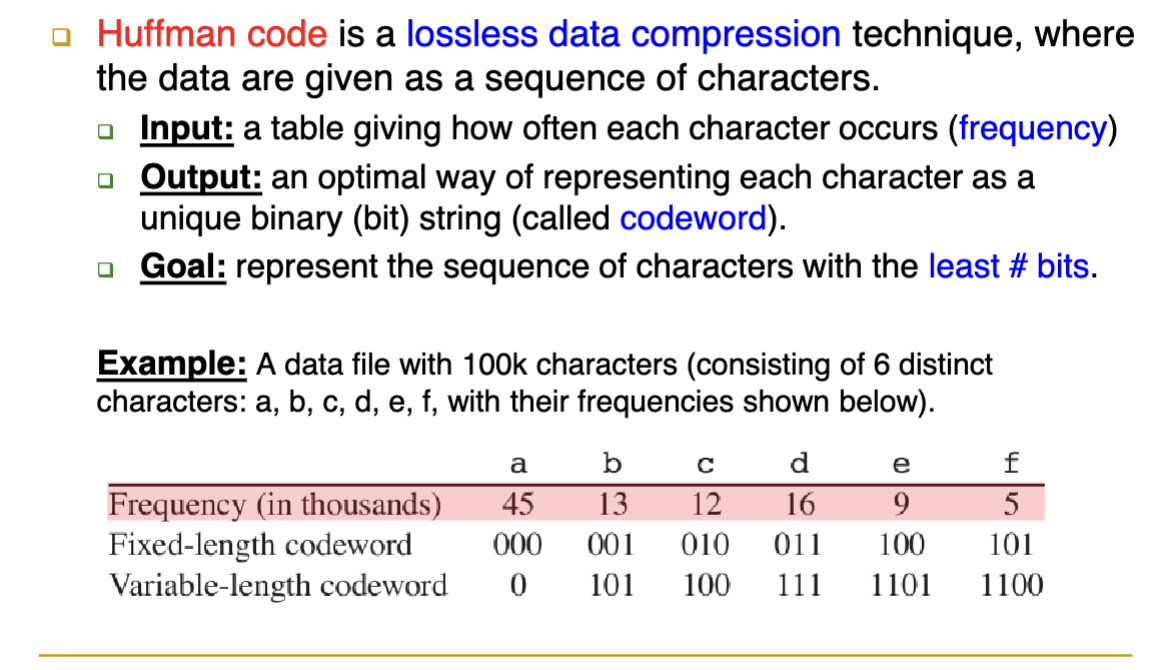 Huffman code is a lossless data compression technique, where
the data are given as a sequence of characters.
Input: a table giving how often each character occurs (frequency)
Output: an optimal way of representing each character as a
unique binary (bit) string (called codeword).
Goal: represent the sequence of characters with the least # bits.
Example: A data file with 100k characters (consisting of 6 distinct
characters: a, b, c, d, e, f, with their frequencies shown below).
a b c d e f
Frequency (in thousands) 45 13 12 16 9 5
Fixed-length codeword 000 001 010 011 100 101
Variable-length codeword 0 101 100 111 1101 1100